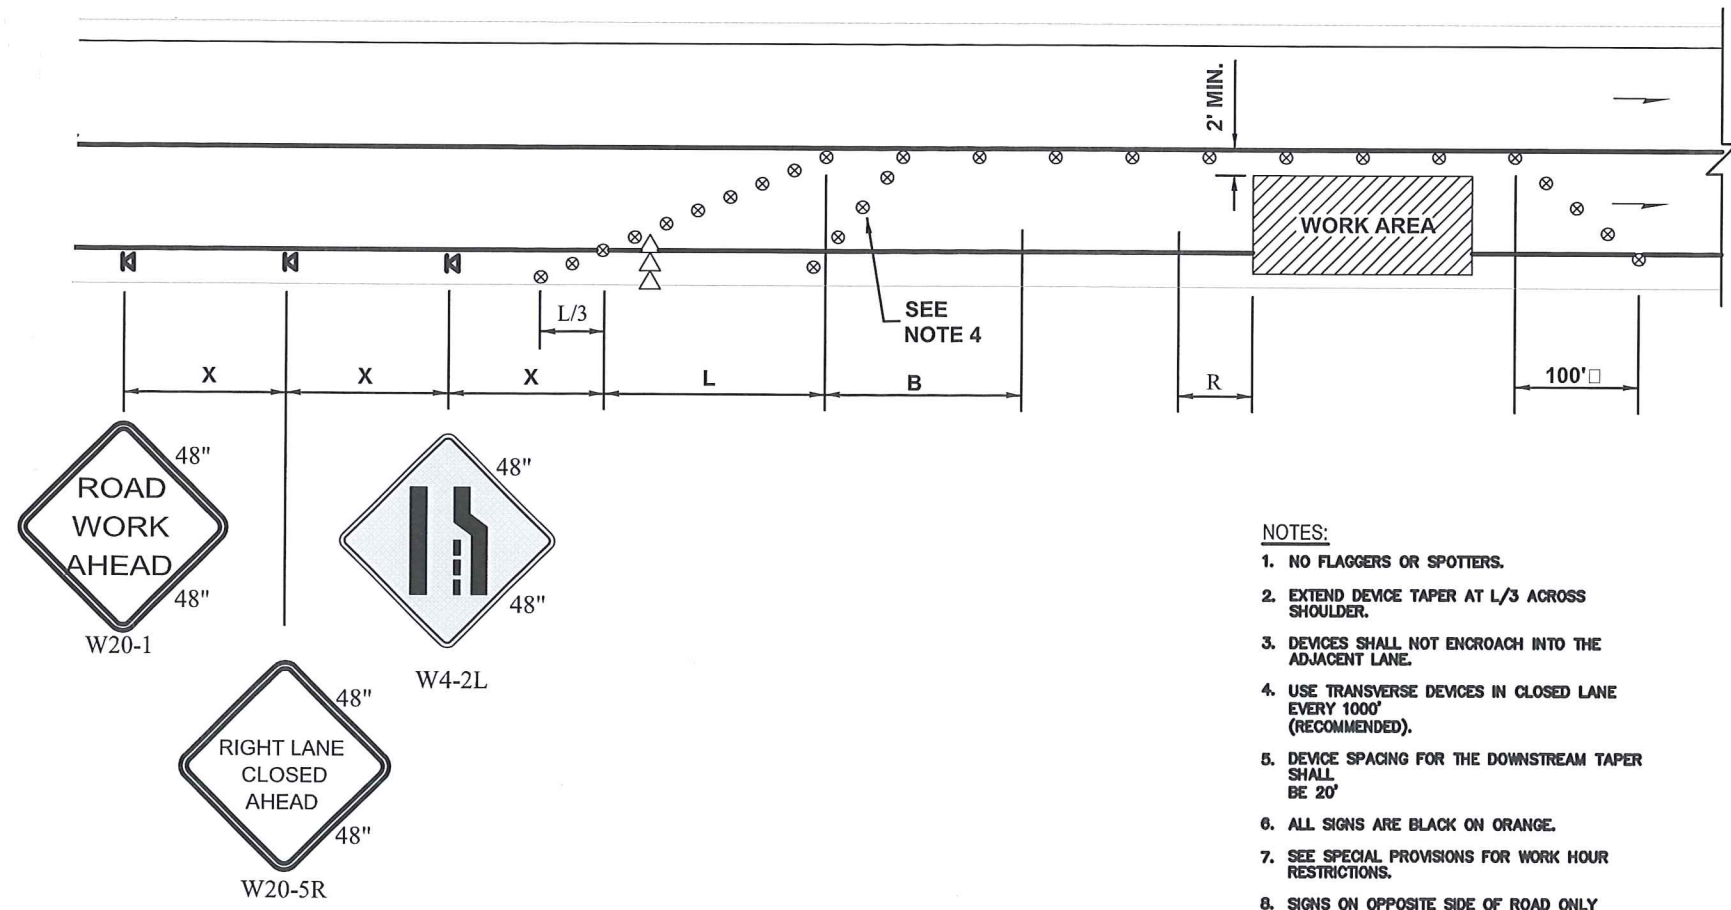 2' MIN.
WORK AREA
SEE
NOTE 4
L/3
X
X
X
L
B
R
100'□
48"
ROAD
WORK
AHEAD
48"
W20-1
48"
48"
W4-2L
48"
RIGHT LANE
CLOSED
AHEAD
48"
W20-5R
NOTES:
1. NO FLAGGERS OR SPOTTERS.
2. EXTEND DEVICE TAPER AT L/3 ACROSS
SHOULDER.
3. DEVICES SHALL NOT ENCROACH INTO THE
ADJACENT LANE.
4. USE TRANSVERSE DEVICES IN CLOSED LANE
EVERY 1000'
(RECOMMENDED).
5. DEVICE SPACING FOR THE DOWNSTREAM TAPER
SHALL
BE 20'
6. ALL SIGNS ARE BLACK ON ORANGE.
7. SEE SPECIAL PROVISIONS FOR WORK HOUR
RESTRICTIONS.
8. SIGNS ON OPPOSITE SIDE OF ROAD ONLY